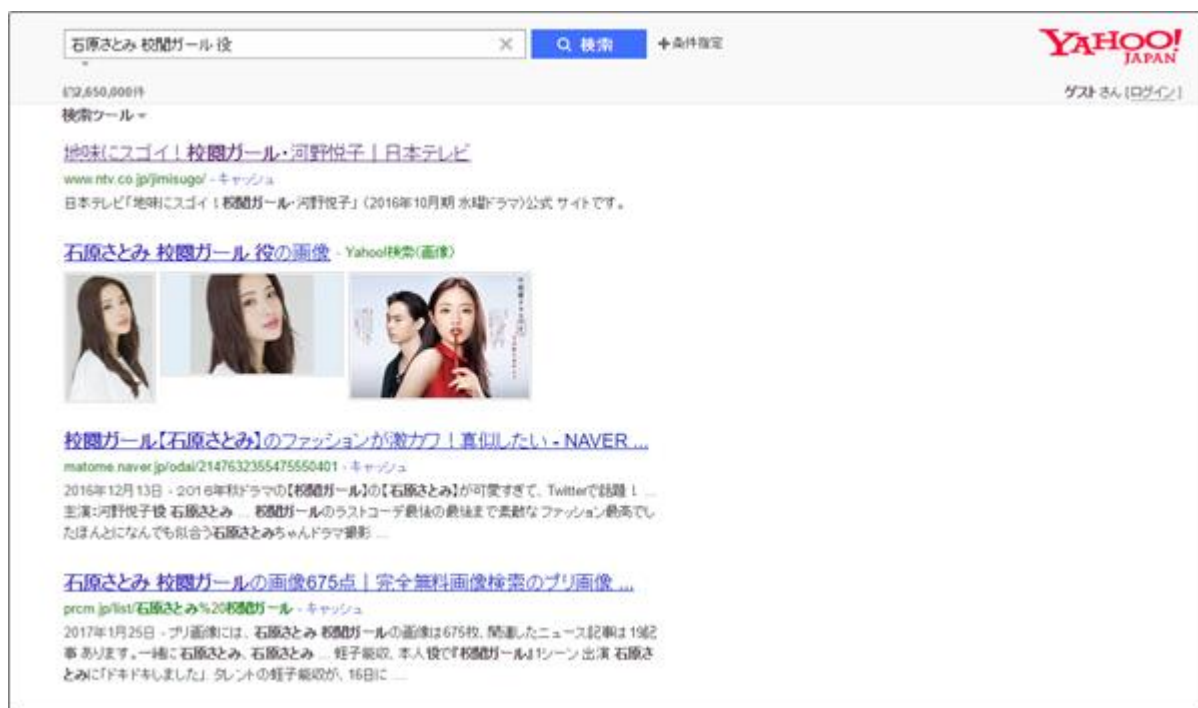 石原さとみ 校閲ガール 役
検索
+条件指定
YAHOO!
JAPAN
約2,650,000件
ゲストさん [ログイン]
検索ツール
地味にスゴイ！校閲ガール・河野悦子 | 日本テレビ
www.ntv.co.jp/jimisugo/ - キャッシュ
日本テレビ「地味にスゴイ！校閲ガール・河野悦子」（2016年10月期 水曜ドラマ）公式サイトです。
石原さとみ 校閲ガール 役の画像 - Yahoo!検索(画像)
校閲ガール【石原さとみ】のファッションが激カワ！真似したい - NAVER ...
matome.naver.jp/odai/2147632355475550401 - キャッシュ
2016年12月13日 - 2016年秋ドラマの【校閲ガール】の【石原さとみ】が可愛すぎて、Twitterで話題！ ...
主演：河野悦子役 石原さとみ ... 校閲ガールのラストコーデ最後の最後まで素敵なファッション最高でし
たほんとになんでも似合う石原さとみちゃんドラマ撮影 ...
石原さとみ 校閲ガールの画像675点 | 完全無料画像検索のプリ画像 ...
prcm.jp/list/石原さとみ%20校閲ガール - キャッシュ
2017年1月25日 - プリ画像には、石原さとみ 校閲ガールの画像は675枚、関連したニュース記事は19記
事 あります。一緒に 石原さとみ、石原さとみ ... 蛭子能収、本人役で『校閲ガール』1シーン出演 石原さ
とみに「ドキドキしました」. タレントの蛭子能収が、16日に ...